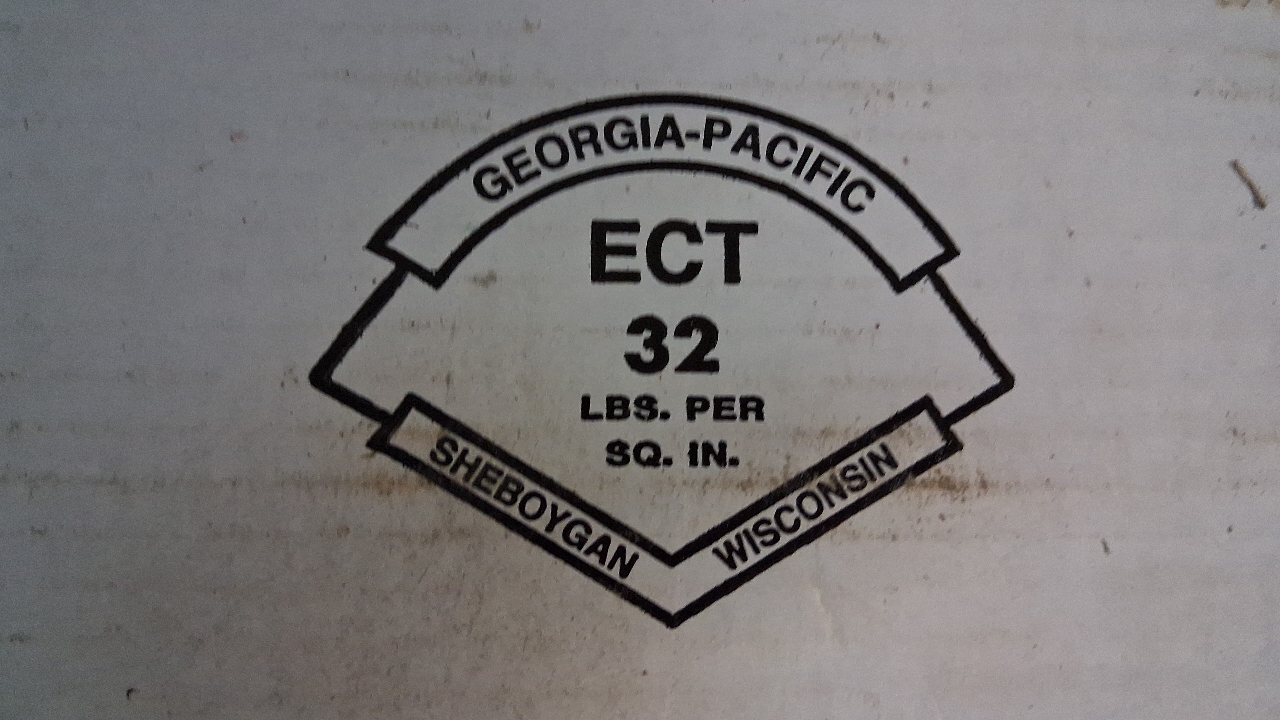 GEORGIA-PACIFIC
ECT
32
LBS. PER
SQ. IN.
SHEBOYGAN WISCONSIN